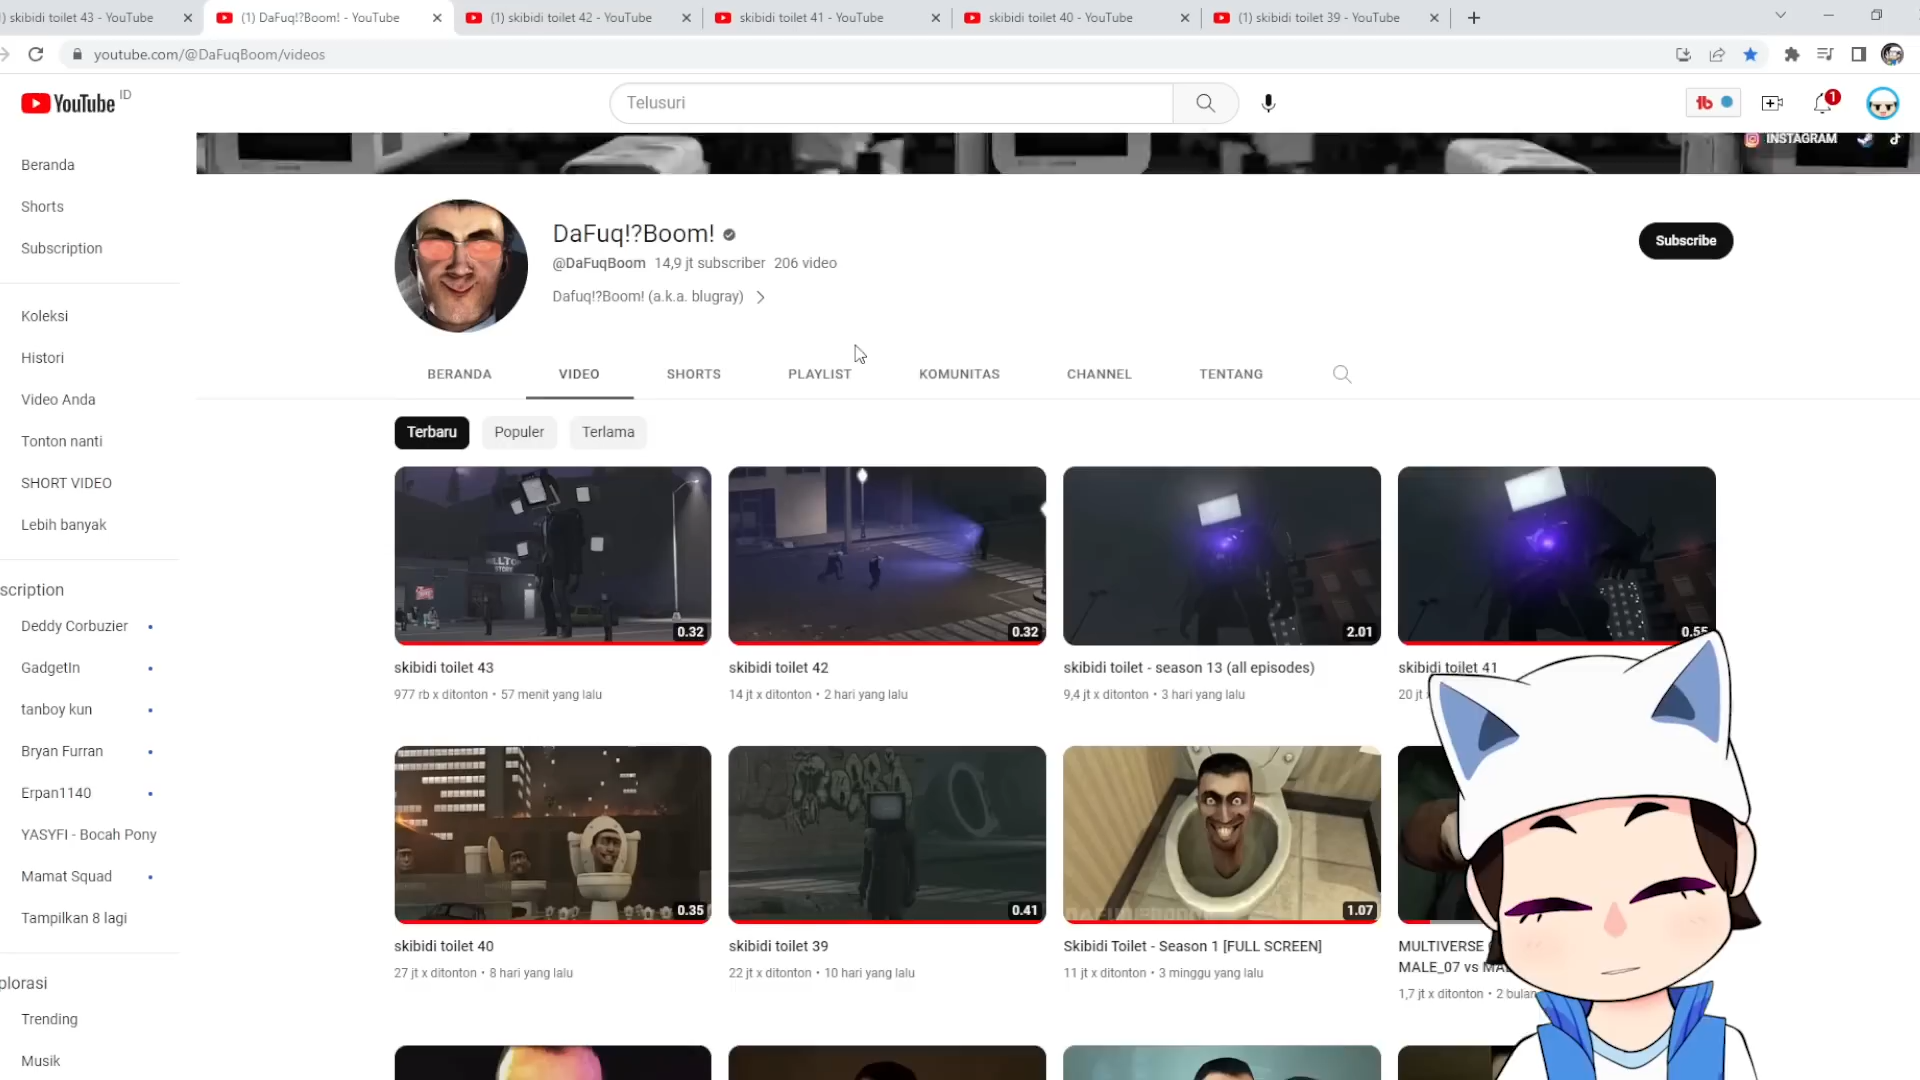 ) skibidi toilet 43 - YouTube
(1) DaFuq!?Boom! - YouTube
(1) skibidi toilet 42 - YouTube
skibidi toilet 41 - YouTube
skibidi toilet 40 - YouTube
(1) skibidi toilet 39 - YouTube
youtube.com/@DaFuqBoom/videos
YouTube ID
Telusuri
1
INSTAGRAM
Beranda
Shorts
Subscription
Koleksi
Histori
Video Anda
Tonton nanti
SHORT VIDEO
Lebih banyak
scription
Deddy Corbuzier
GadgetIn
tanboy kun
Bryan Furran
Erpan1140
YASYFI - Bocah Pony
Mamat Squad
Tampilkan 8 lagi
plorasi
Trending
Musik
DaFuq!?Boom!
@DaFuqBoom 14,9 jt subscriber 206 video
Dafuq!?Boom! (a.k.a. blugray)
Subscribe
BERANDA
VIDEO
SHORTS
PLAYLIST
KOMUNITAS
CHANNEL
TENTANG
Terbaru
Populer
Terlama
0.32
0.32
2.01
0.55
skibidi toilet 43
977 rb x ditonton • 57 menit yang lalu
skibidi toilet 42
14 jt x ditonton • 2 hari yang lalu
skibidi toilet - season 13 (all episodes)
9,4 jt x ditonton • 3 hari yang lalu
skibidi toilet 41
20 jt
0.35
0.41
1.07
skibidi toilet 40
27 jt x ditonton • 8 hari yang lalu
skibidi toilet 39
22 jt x ditonton • 10 hari yang lalu
Skibidi Toilet - Season 1 [FULL SCREEN]
11 jt x ditonton • 3 minggu yang lalu
MULTIVERSE
MALE_07 vs
1,7 jt x ditonton • 2 bulan